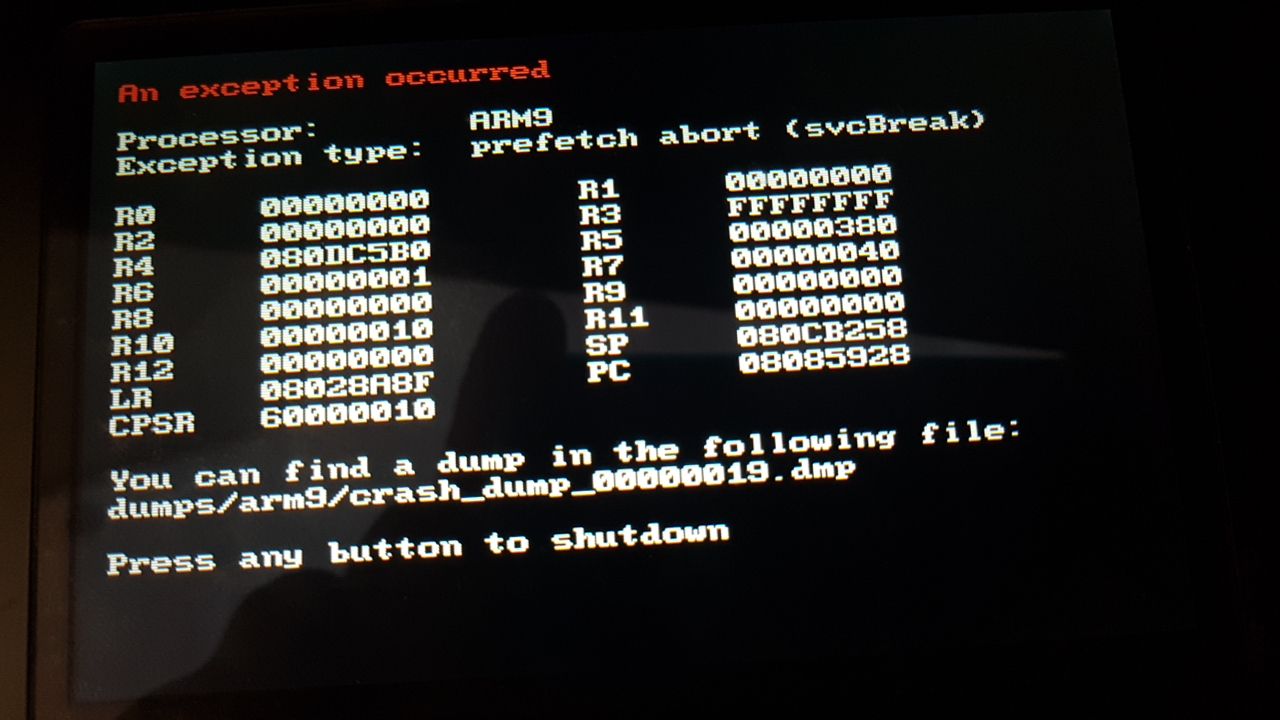 An exception occurred
Processor: ARM9
Exception type: prefetch abort (svcBreak)
R0 00000000 R1 00000000
R2 00000000 R3 FFFFFFFF
R4 080DC5B0 R5 00000380
R6 00000001 R7 00000040
R8 00000000 R9 00000000
R10 00000010 R11 00000000
R12 00000000 SP 080CB258
LR 08028A8F PC 08085928
CPSR 60000010
You can find a dump in the following file:
dumps/arm9/crash_dump_00000019.dmp
Press any button to shutdown